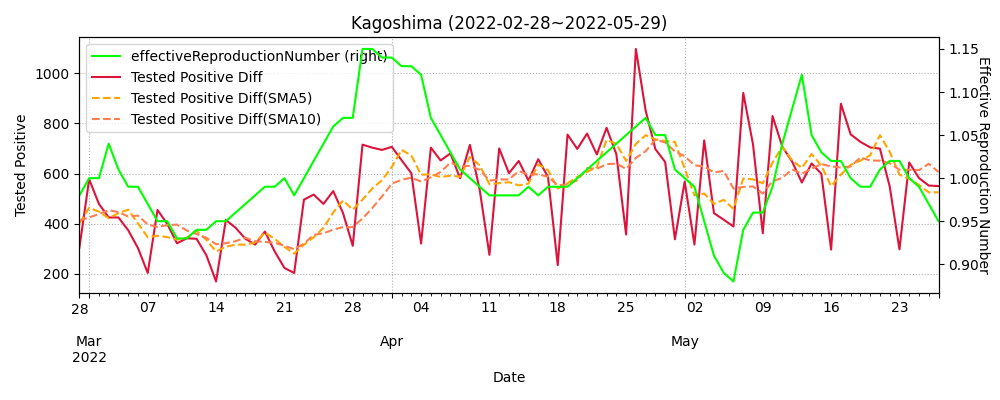 Kagoshima (2022-02-28~2022-05-29)
effectiveReproductionNumber (right)
Tested Positive Diff
Tested Positive Diff(SMA5)
Tested Positive Diff(SMA10)
Tested Positive
1000
800
600
400
200
1.15
1.10
1.05
1.00
0.95
0.90
Effective Reproduction Number
28 07 14 21 28 04 11 18 25 02 09 16 23
Mar Apr May
2022
Date